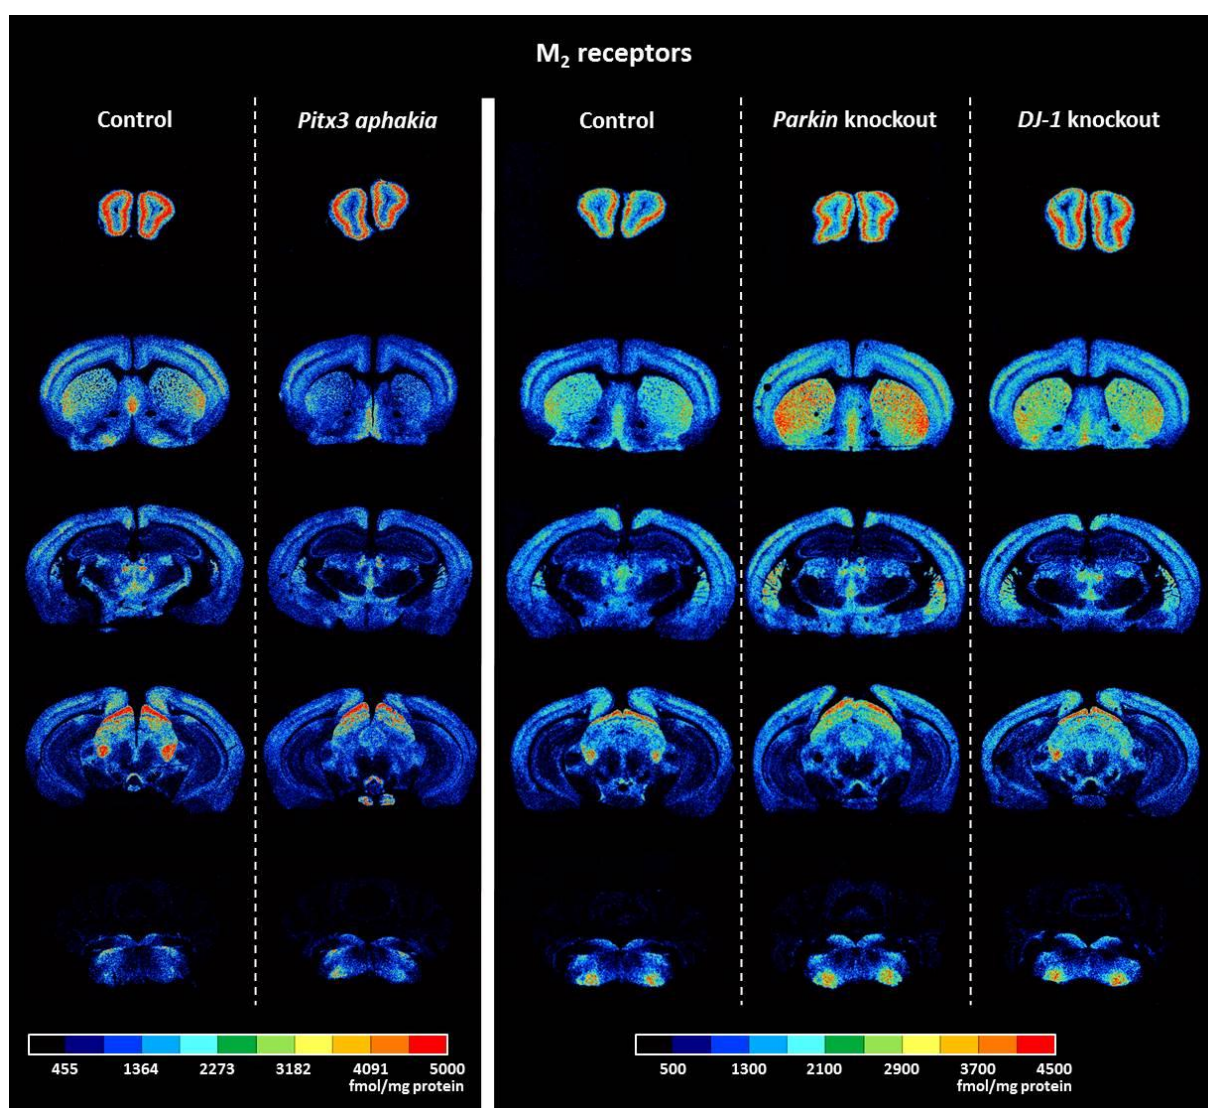 M₂ receptors
Control
Pitx3 aphakia
Control
Parkin knockout
DJ-1 knockout
455 1364 2273 3182 4091 5000
fmol/mg protein
500 1300 2100 2900 3700 4500
fmol/mg protein